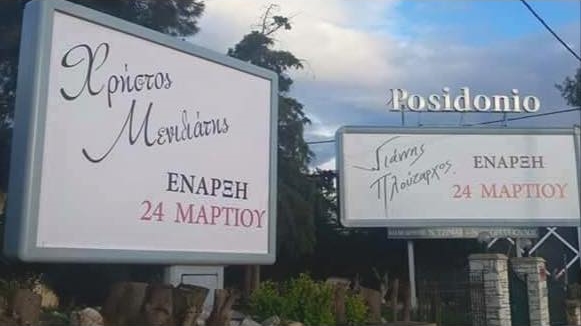 Χρήστος
Μενιδιάτης
ΕΝΑΡΞΗ
24 ΜΑΡΤΙΟΥ
Posidonio
Γιάννης
Πλούταρχος.
ΕΝΑΡΞΗ
24 ΜΑΡΤΙΟΥ